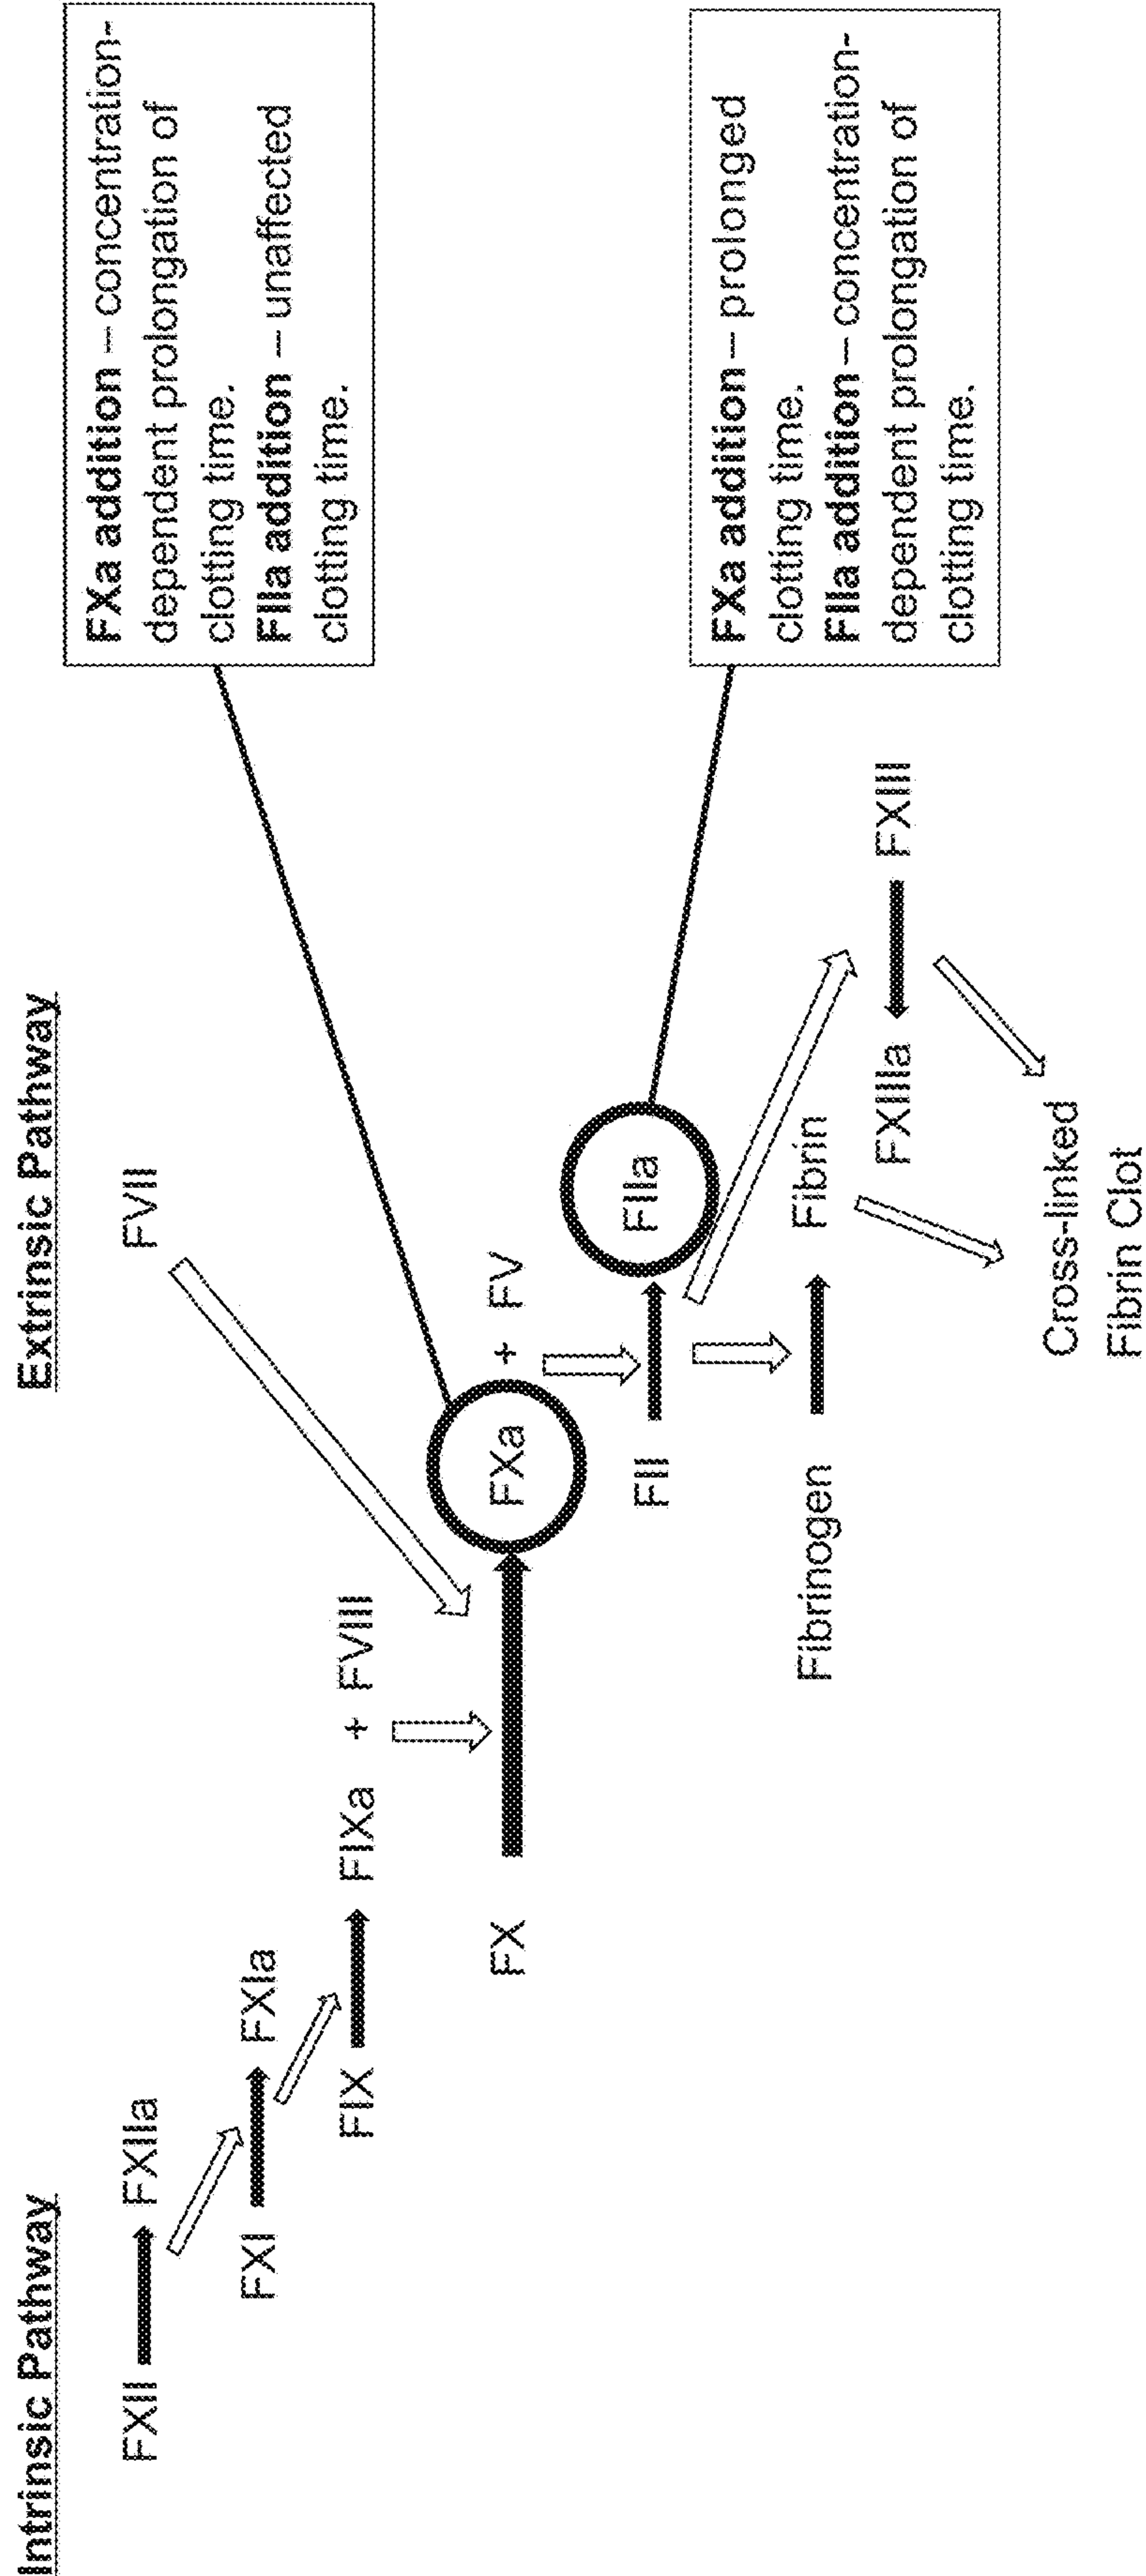 Intrinsic Pathway
Extrinsic Pathway
FXII
FXIIa
FVII
FXI
FXIa
FIX
FIXa + FVIII
FX
FXa + FV
FII
FIIa
Fibrinogen
Fibrin
FXIIIa
FXIII
Cross-linked
Fibrin Clot
FXa addition – concentration-
dependent prolongation of
clotting time.
FIIa addition – unaffected
clotting time.
FXa addition – prolonged
clotting time.
FIIa addition – concentration-
dependent prolongation of
clotting time.